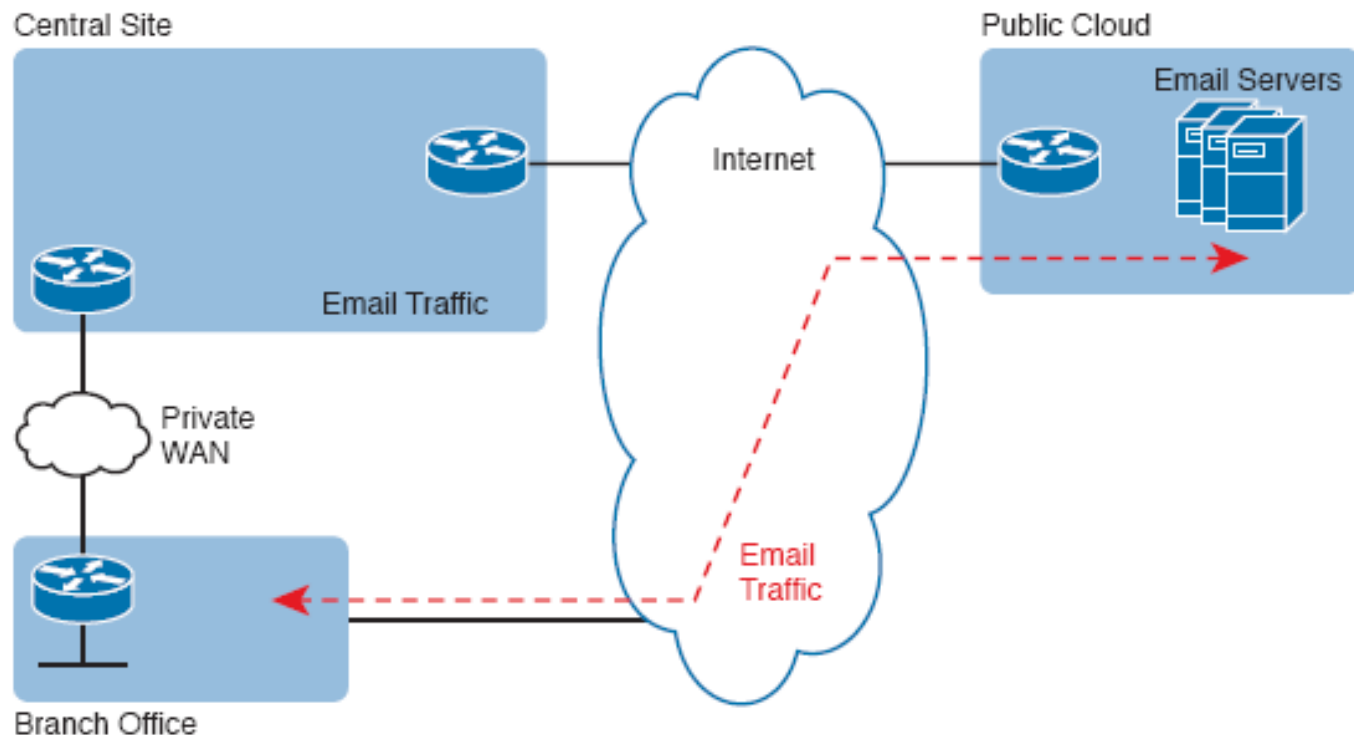 Central Site
Public Cloud
Email Servers
Internet
Email Traffic
Private
WAN
Email
Traffic
Branch Office